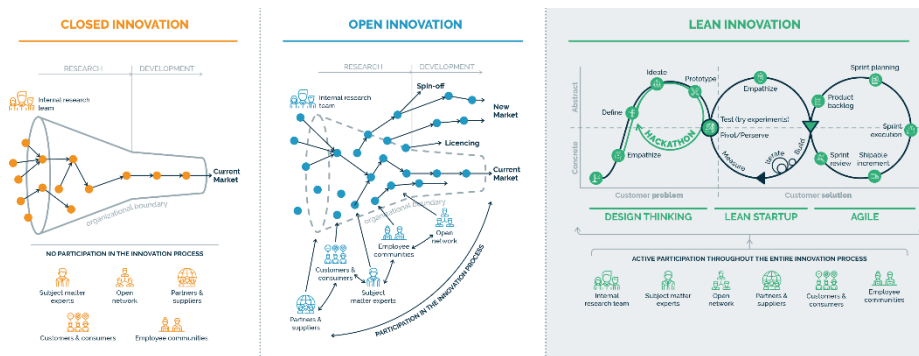 CLOSED INNOVATION
RESEARCH
DEVELOPMENT
Internal research
team
Current
Market
organizational boundary
NO PARTICIPATION IN THE INNOVATION PROCESS
Subject matter
experts
Open
network
Partners &
suppliers
Customers & consumers
Employee communities
OPEN INNOVATION
RESEARCH
DEVELOPMENT
Internal research
team
Spin-off
New
Market
Licencing
Current
Market
organizational boundary
Open
network
Employee
communities
Customers &
consumers
Subject
matter experts
Partners &
suppliers
PARTICIPATION IN THE INNOVATION PROCESS
LEAN INNOVATION
Abstract
Concrete
Ideate
Prototype
Define
Empathize
HACKATHON
Test (try experiments)
Pivot/Perserve
Empathize
Measure
Iterate
Build
Sprint planning
Product
backlog
Sprint
execution
Sprint
review
Shipable
increment
Customer problem
Customer solution
DESIGN THINKING
LEAN STARTUP
AGILE
ACTIVE PARTICIPATION THROUGHOUT THE ENTIRE INNOVATION PROCESS
Internal
research team
Subject matter
experts
Open
network
Partners &
suppliers
Customers &
consumers
Employee
communities